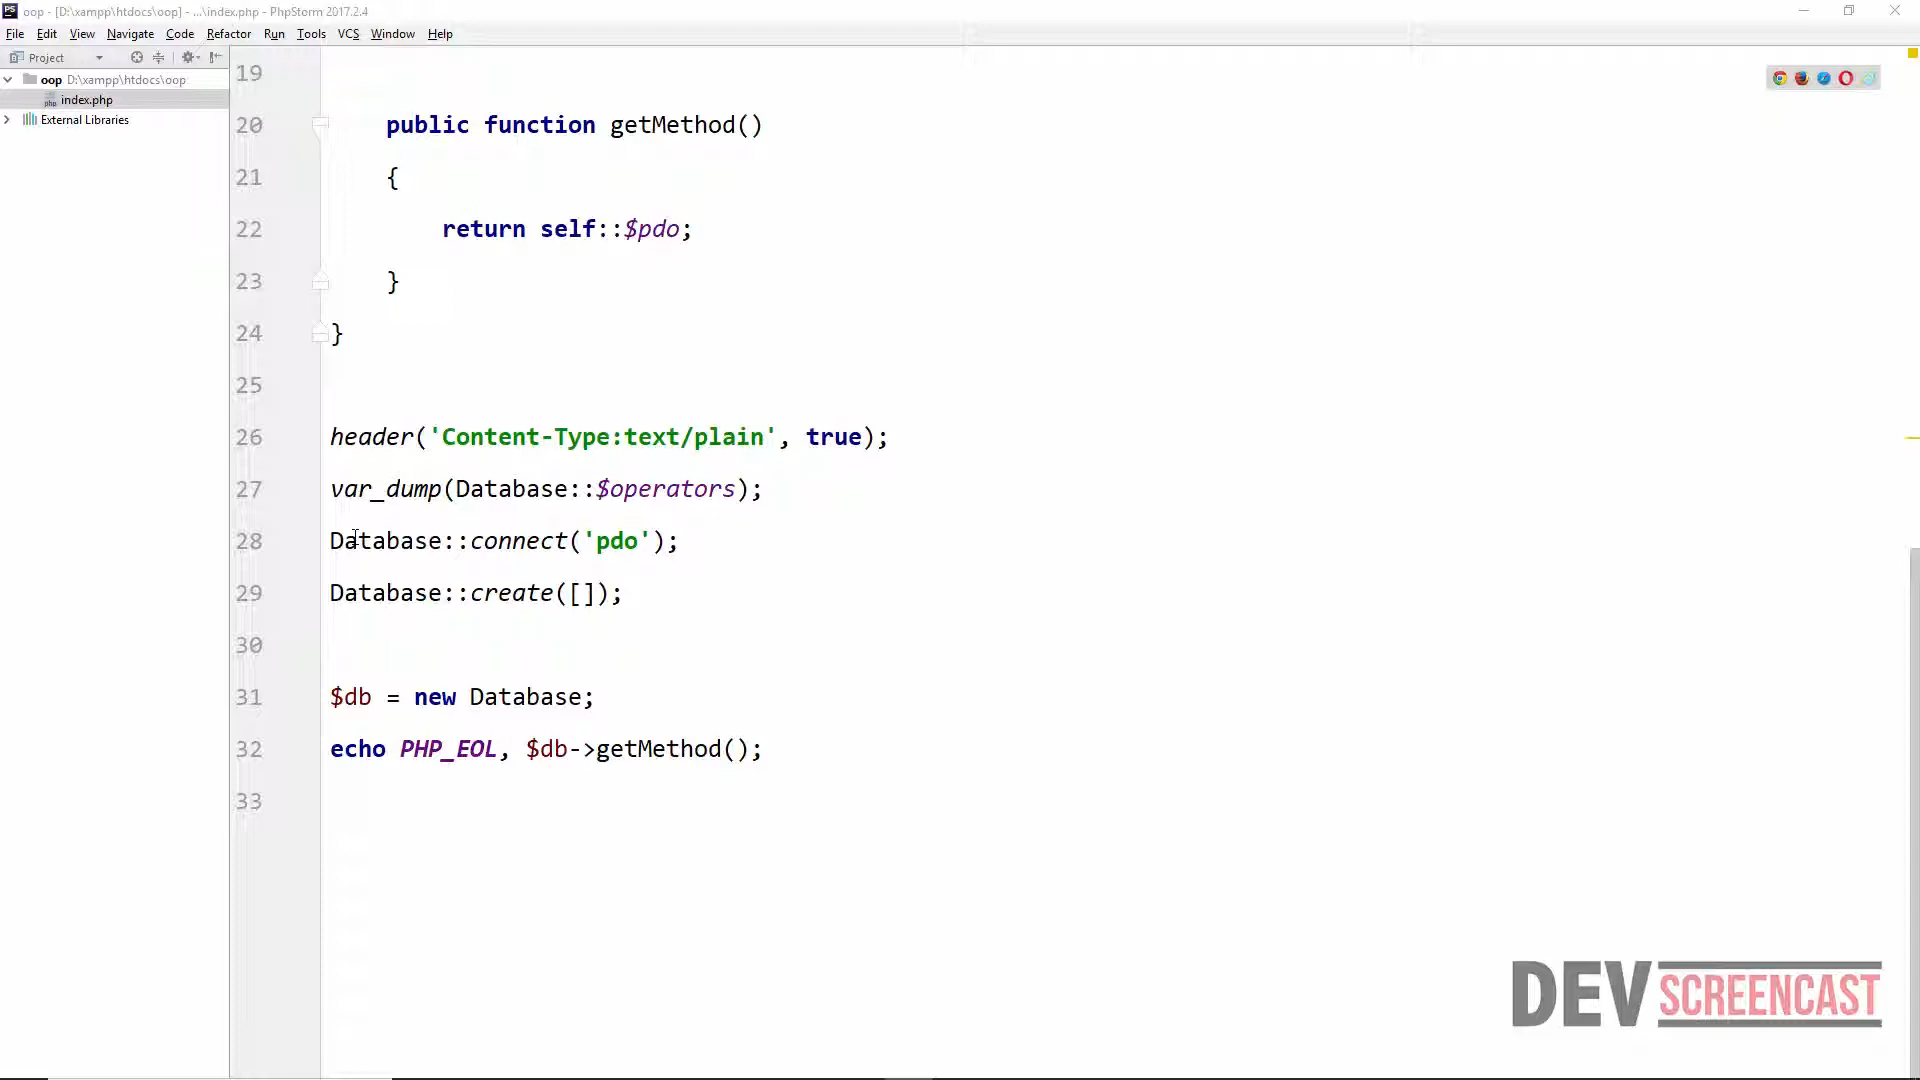 PS oop - [D:\xampp\htdocs\oop] - ...\index.php - PhpStorm 2017.2.4
File Edit View Navigate Code Refactor Run Tools VCS Window Help
Project
oop D:\xampp\htdocs\oop
php index.php
External Libraries
19
20 public function getMethod()
21 {
22 return self::$pdo;
23 }
24 }
25
26 header('Content-Type:text/plain', true);
27 var_dump(Database::$operators);
28 Database::connect('pdo');
29 Database::create([]);
30
31 $db = new Database;
32 echo PHP_EOL, $db->getMethod();
33
DEV SCREENCAST